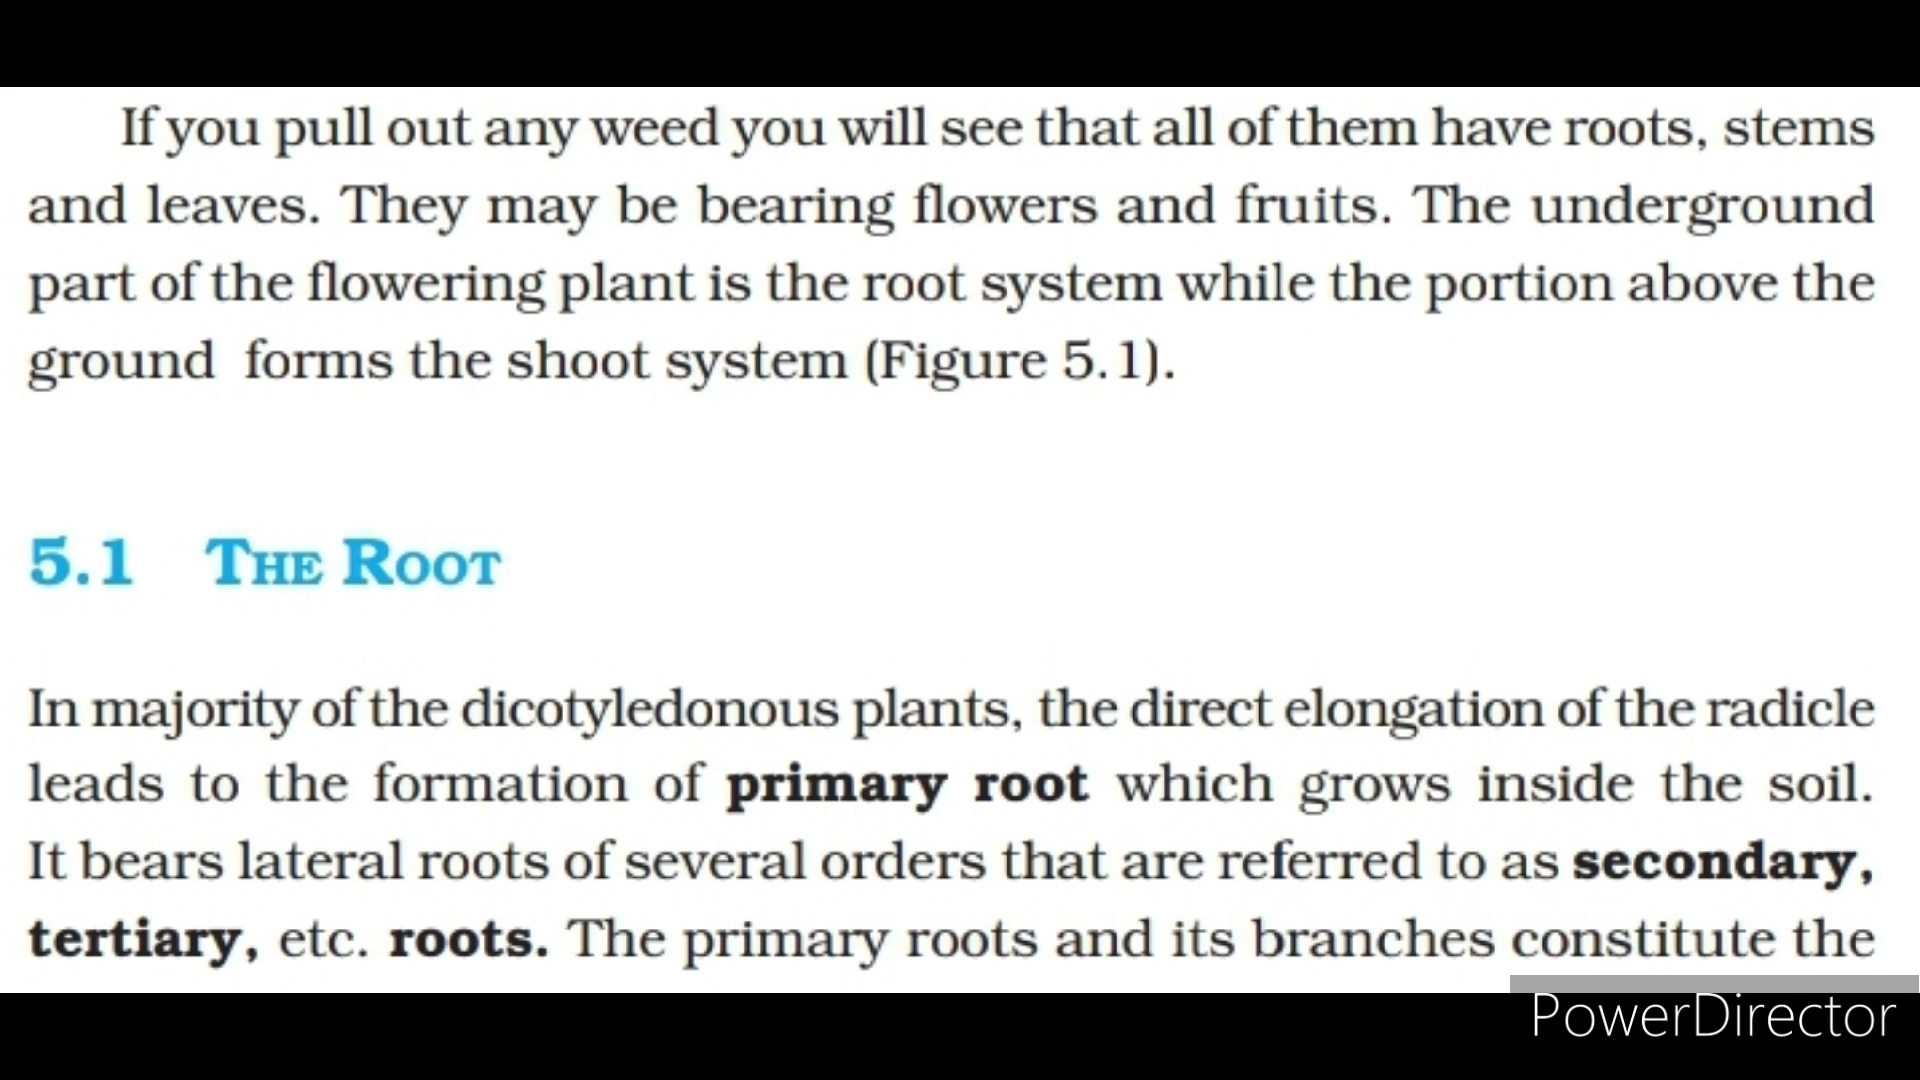 If you pull out any weed you will see that all of them have roots, stems
and leaves. They may be bearing flowers and fruits. The underground
part of the flowering plant is the root system while the portion above the
ground forms the shoot system (Figure 5.1).
5.1 THE ROOT
In majority of the dicotyledonous plants, the direct elongation of the radicle
leads to the formation of primary root which grows inside the soil.
It bears lateral roots of several orders that are referred to as secondary,
tertiary, etc. roots. The primary roots and its branches constitute the
PowerDirector